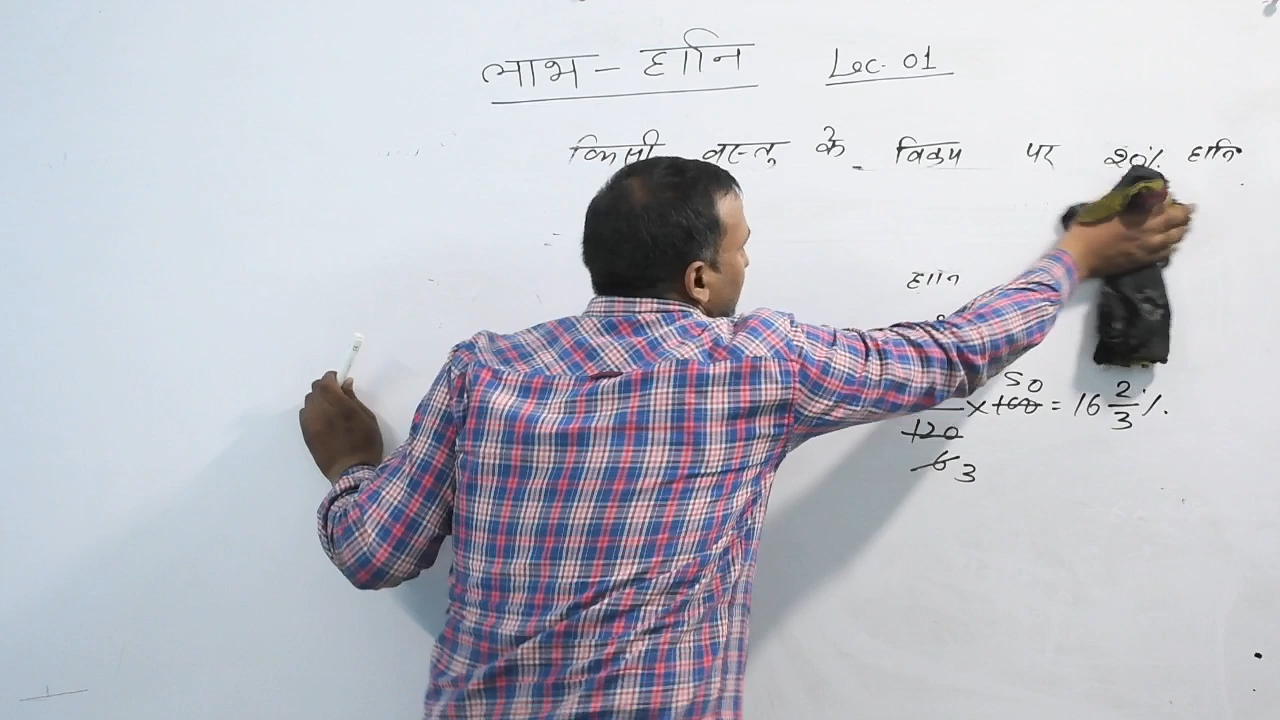 लाभ - हानि Lec. 01
किसी वस्तु के विक्रय पर 20% हानि
हानि
50
x 100 = 16 2/3 %.
120
6 3